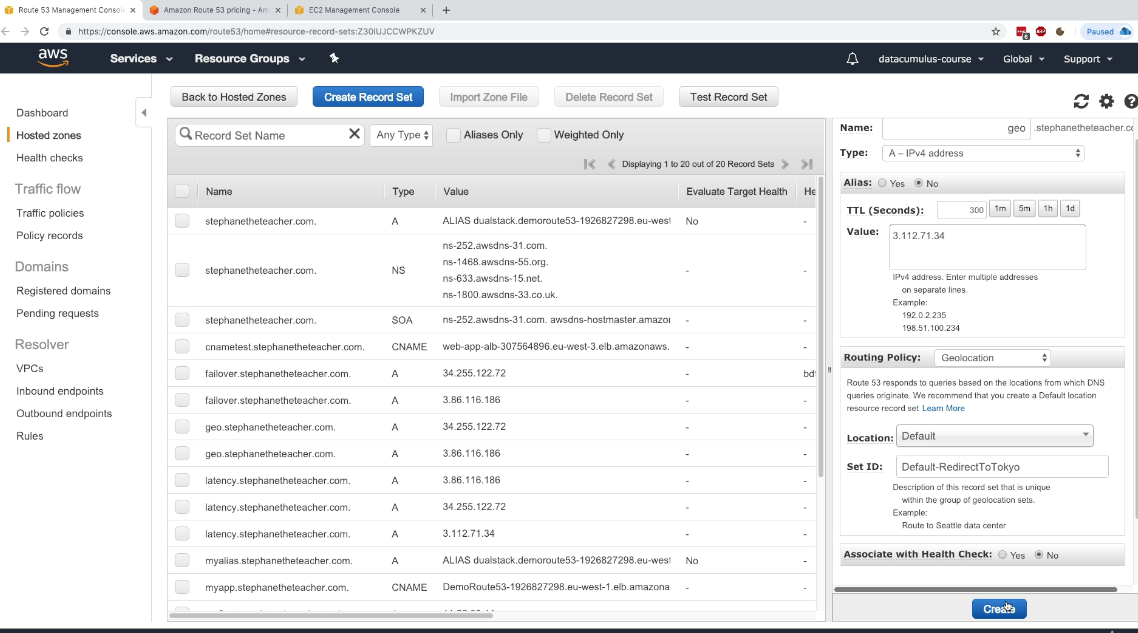 Route 53 Management Consol
Amazon Route 53 pricing - Am
EC2 Management Console
https://console.aws.amazon.com/route53/home#resource-record-sets:Z30IUJCCWPKZUV
Paused
aws
Services
Resource Groups
datacumulus-course
Global
Support
Dashboard
Hosted zones
Health checks
Traffic flow
Traffic policies
Policy records
Domains
Registered domains
Pending requests
Resolver
VPCs
Inbound endpoints
Outbound endpoints
Rules
Back to Hosted Zones
Create Record Set
Import Zone File
Delete Record Set
Test Record Set
Record Set Name
Any Type
Aliases Only
Weighted Only
Displaying 1 to 20 out of 20 Record Sets
Name Type Value Evaluate Target Health He
stephanetheteacher.com. A ALIAS dualstack.demoroute53-1926827298.eu-west No -
stephanetheteacher.com. NS ns-252.awsdns-31.com. - -
ns-1468.awsdns-55.org.
ns-633.awsdns-15.net.
ns-1800.awsdns-33.co.uk.
stephanetheteacher.com. SOA ns-252.awsdns-31.com. awsdns-hostmaster.amazo - -
cnametest.stephanetheteacher.com. CNAME web-app-alb-307564896.eu-west-3.elb.amazonaws. - -
failover.stephanetheteacher.com. A 34.255.122.72 - bd
failover.stephanetheteacher.com. A 3.86.116.186 - -
geo.stephanetheteacher.com. A 34.255.122.72 - -
geo.stephanetheteacher.com. A 3.86.116.186 - -
latency.stephanetheteacher.com. A 3.86.116.186 - -
latency.stephanetheteacher.com. A 34.255.122.72 - -
latency.stephanetheteacher.com. A 3.112.71.34 - -
myalias.stephanetheteacher.com. A ALIAS dualstack.demoroute53-1926827298.eu-west No -
myapp.stephanetheteacher.com. CNAME DemoRoute53-1926827298.eu-west-1.elb.amazona - -
Name: geo .stephanetheteacher.co
Type: A – IPv4 address
Alias: Yes No
TTL (Seconds): 300 1m 5m 1h 1d
Value: 3.112.71.34
IPv4 address. Enter multiple addresses
on separate lines.
Example:
192.0.2.235
198.51.100.234
Routing Policy: Geolocation
Route 53 responds to queries based on the locations from which DNS
queries originate. We recommend that you create a Default location
resource record set Learn More
Location: Default
Set ID: Default-RedirectToTokyo
Description of this record set that is unique
within the group of geolocation sets.
Example:
Route to Seattle data center
Associate with Health Check: Yes No
Create